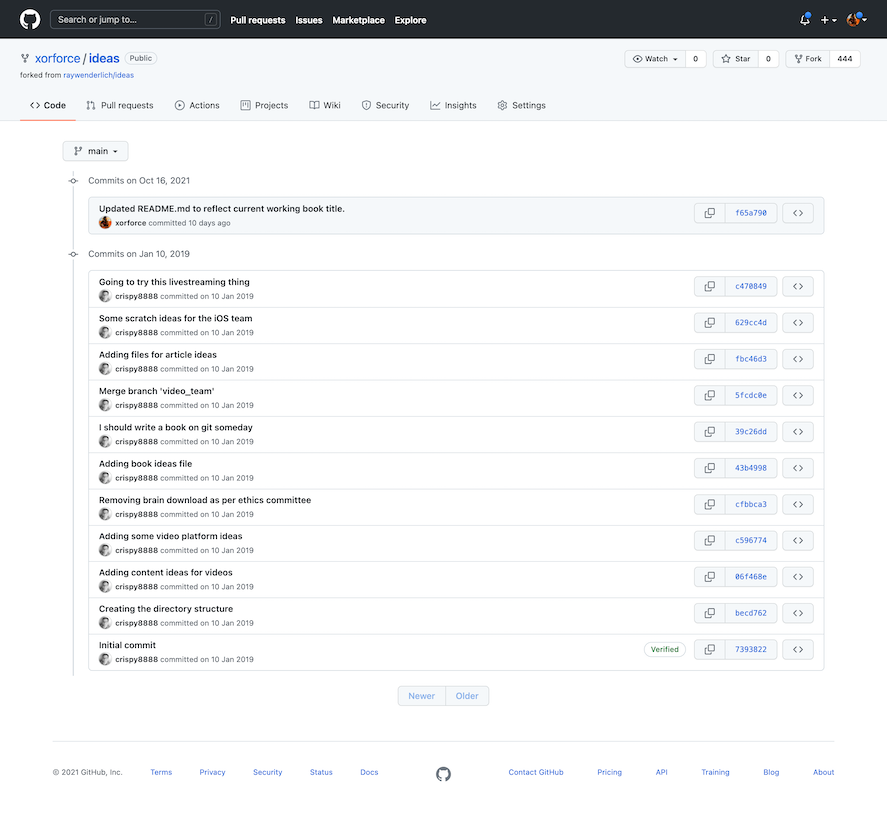 Search or jump to... / Pull requests Issues Marketplace Explore
xorforce / ideas Public Watch 0 Star 0 Fork 444
forked from raywenderlich/ideas
Code Pull requests Actions Projects Wiki Security Insights Settings
main
Commits on Oct 16, 2021
Updated README.md to reflect current working book title.
xorforce committed 10 days ago f65a790
Commits on Jan 10, 2019
Going to try this livestreaming thing
crispy8888 committed on 10 Jan 2019 c470849
Some scratch ideas for the iOS team
crispy8888 committed on 10 Jan 2019 629cc4d
Adding files for article ideas
crispy8888 committed on 10 Jan 2019 fbc46d3
Merge branch 'video_team'
crispy8888 committed on 10 Jan 2019 5fcdc0e
I should write a book on git someday
crispy8888 committed on 10 Jan 2019 39c26dd
Adding book ideas file
crispy8888 committed on 10 Jan 2019 43b4998
Removing brain download as per ethics committee
crispy8888 committed on 10 Jan 2019 cfbbca3
Adding some video platform ideas
crispy8888 committed on 10 Jan 2019 c596774
Adding content ideas for videos
crispy8888 committed on 10 Jan 2019 06f468e
Creating the directory structure
crispy8888 committed on 10 Jan 2019 becd762
Initial commit
crispy8888 committed on 10 Jan 2019 Verified 7393822
Newer Older
© 2021 GitHub, Inc. Terms Privacy Security Status Docs Contact GitHub Pricing API Training Blog About